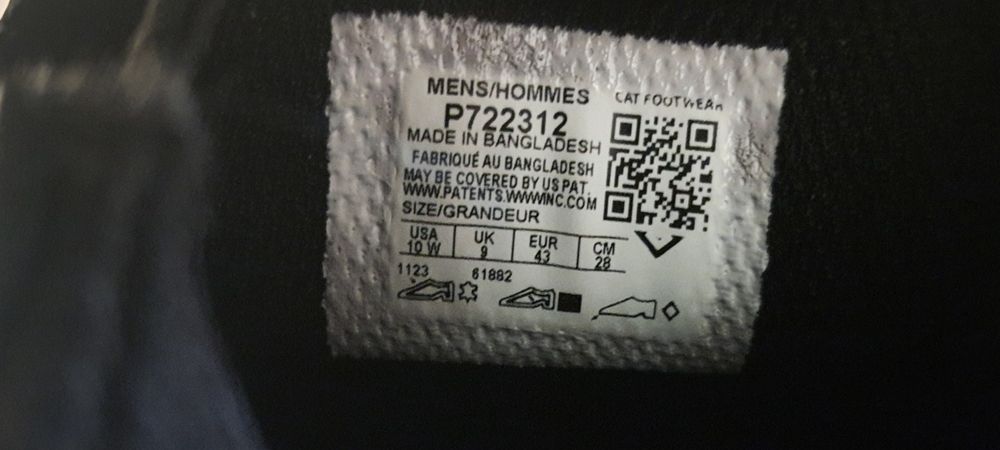 MENS/HOMMES
CAT FOOTWEAR
P722312
MADE IN BANGLADESH
FABRIQUÉ AU BANGLADESH
MAY BE COVERED BY US PAT.
WWW.PATENTS.WWWINC.COM
SIZE/GRANDEUR
USA UK EUR CM
10 W 9 43 28
1123 61882